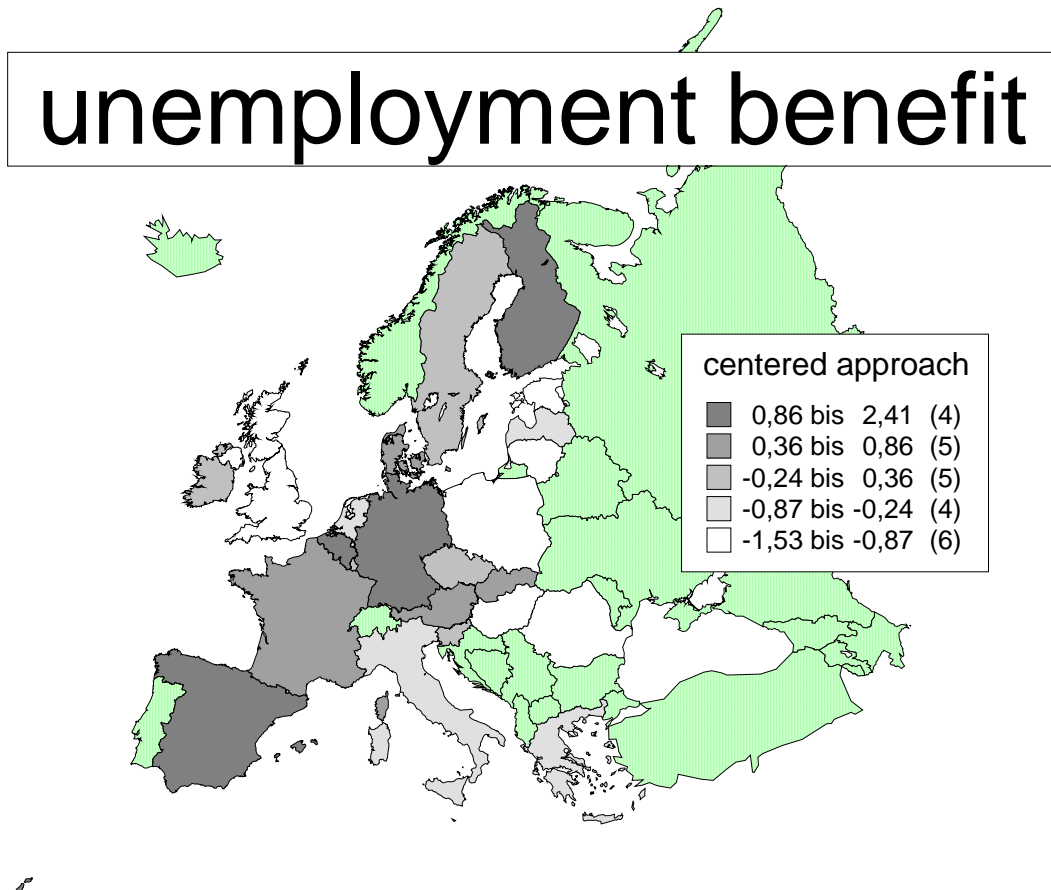 unemployment benefit
centered approach
0,86 bis 2,41 (4)
0,36 bis 0,86 (5)
-0,24 bis 0,36 (5)
-0,87 bis -0,24 (4)
-1,53 bis -0,87 (6)